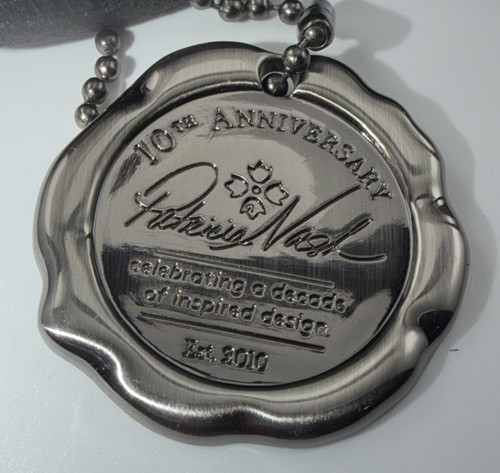 10TH ANNIVERSARY
Patricia Nash
celebrating a decade
of inspired design
Est. 2010